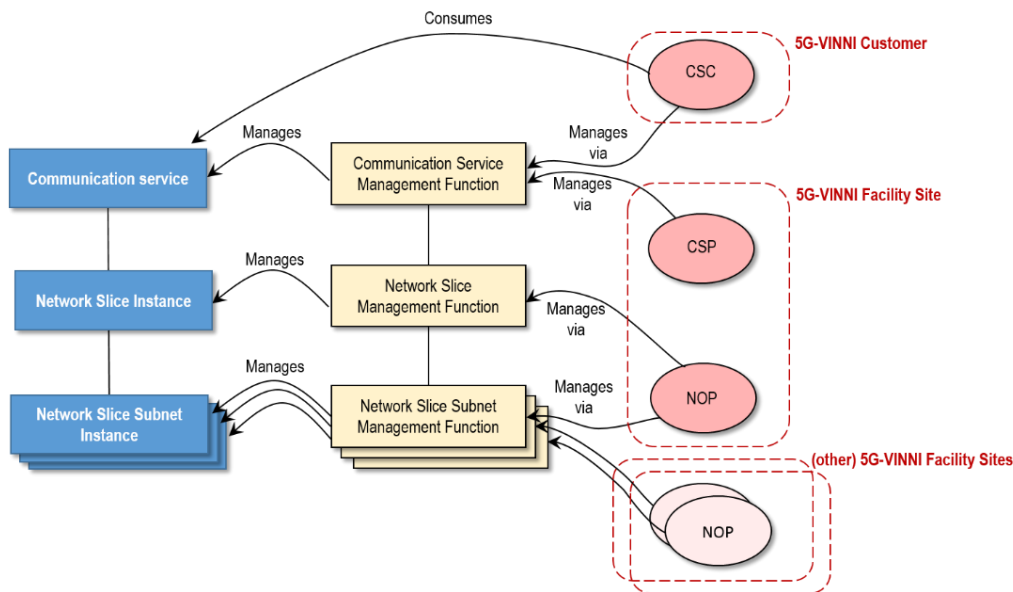 Consumes
5G-VINNI Customer
CSC
Manages
Manages
via
Communication service
Communication Service
Management Function
Manages
via
5G-VINNI Facility Site
CSP
Manages
Network Slice Instance
Network Slice
Management Function
Manages
via
Manages
Network Slice Subnet
Instance
Network Slice Subnet
Management Function
Manages
via
NOP
(other) 5G-VINNI Facility Sites
NOP